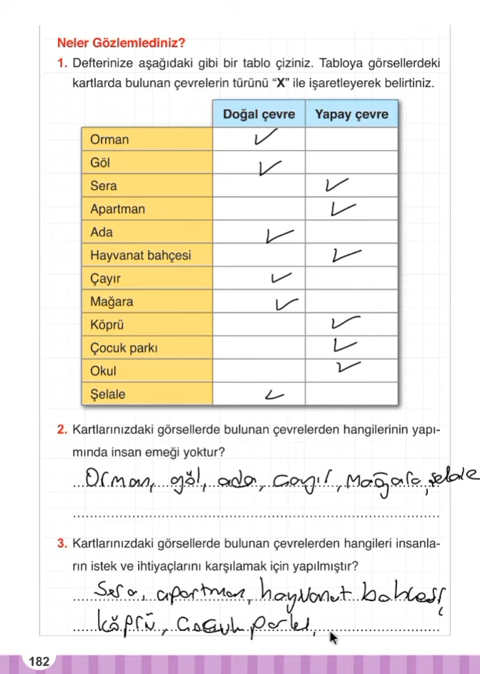 Neler Gözlemlediniz?
1. Defterinize aşağıdaki gibi bir tablo çiziniz. Tabloya görsellerdeki
kartlarda bulunan çevrelerin türünü “X” ile işaretleyerek belirtiniz.
Doğal çevre Yapay çevre
Orman ✓
Göl ✓
Sera ✓
Apartman ✓
Ada ✓
Hayvanat bahçesi ✓
Çayır ✓
Mağara ✓
Köprü ✓
Çocuk parkı ✓
Okul ✓
Şelale ✓
2. Kartlarınızdaki görsellerde bulunan çevrelerden hangilerinin yapı-
mında insan emeği yoktur?
Orman, göl, ada, Çayır, Mağara, şelale
3. Kartlarınızdaki görsellerde bulunan çevrelerden hangileri insanla-
rın istek ve ihtiyaçlarını karşılamak için yapılmıştır?
Sera, apartman, hayvanat bahçesi,
köprü, Çocuk parkı,
182